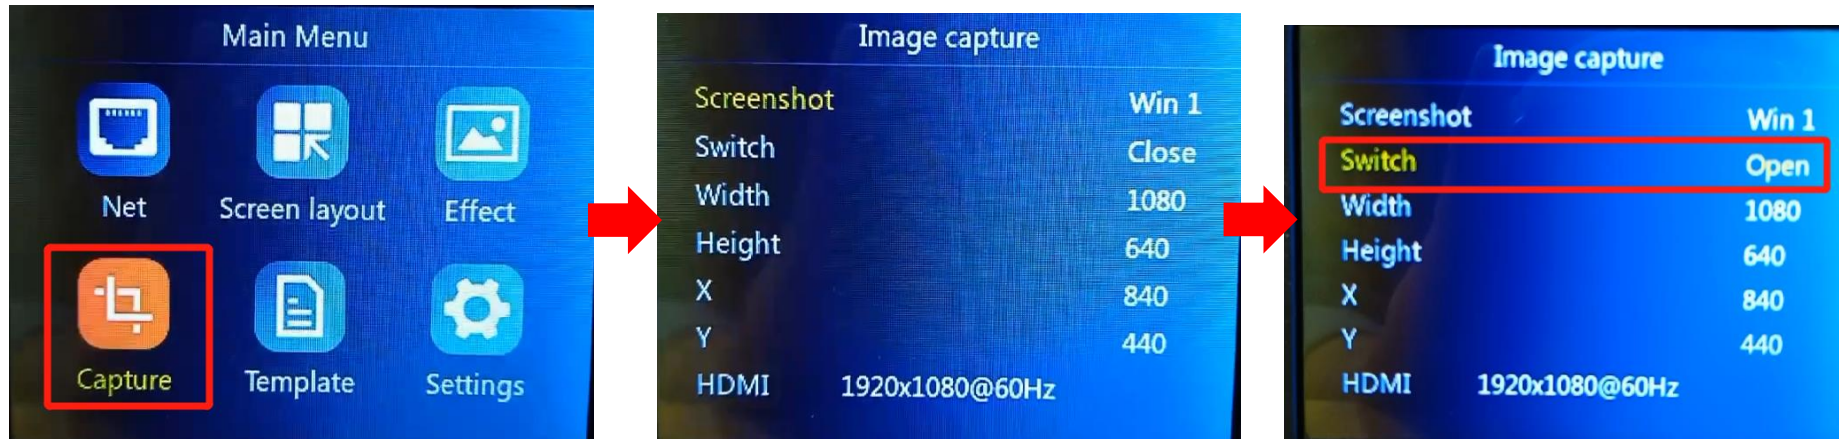 Main Menu
Net
Screen layout
Effect
Capture
Template
Settings
Image capture
Screenshot Win 1
Switch Close
Width 1080
Height 640
X 840
Y 440
HDMI 1920x1080@60Hz
Image capture
Screenshot Win 1
Switch Open
Width 1080
Height 640
X 840
Y 440
HDMI 1920x1080@60Hz